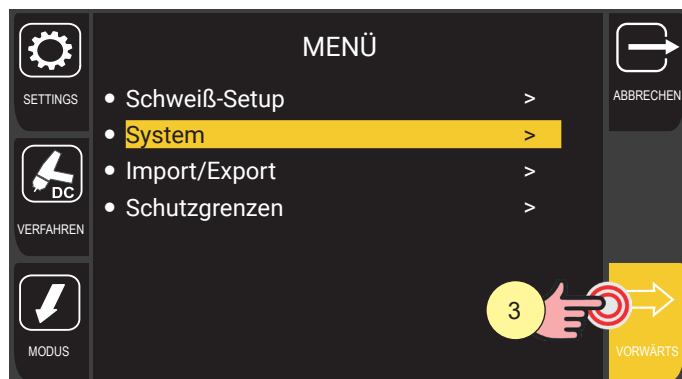 MENÜ
SETTINGS
DC
VERFAHREN
MODUS
Schweiß-Setup >
System >
Import/Export >
Schutzgrenzen >
3
ABBRECHEN
VORWÄRTS